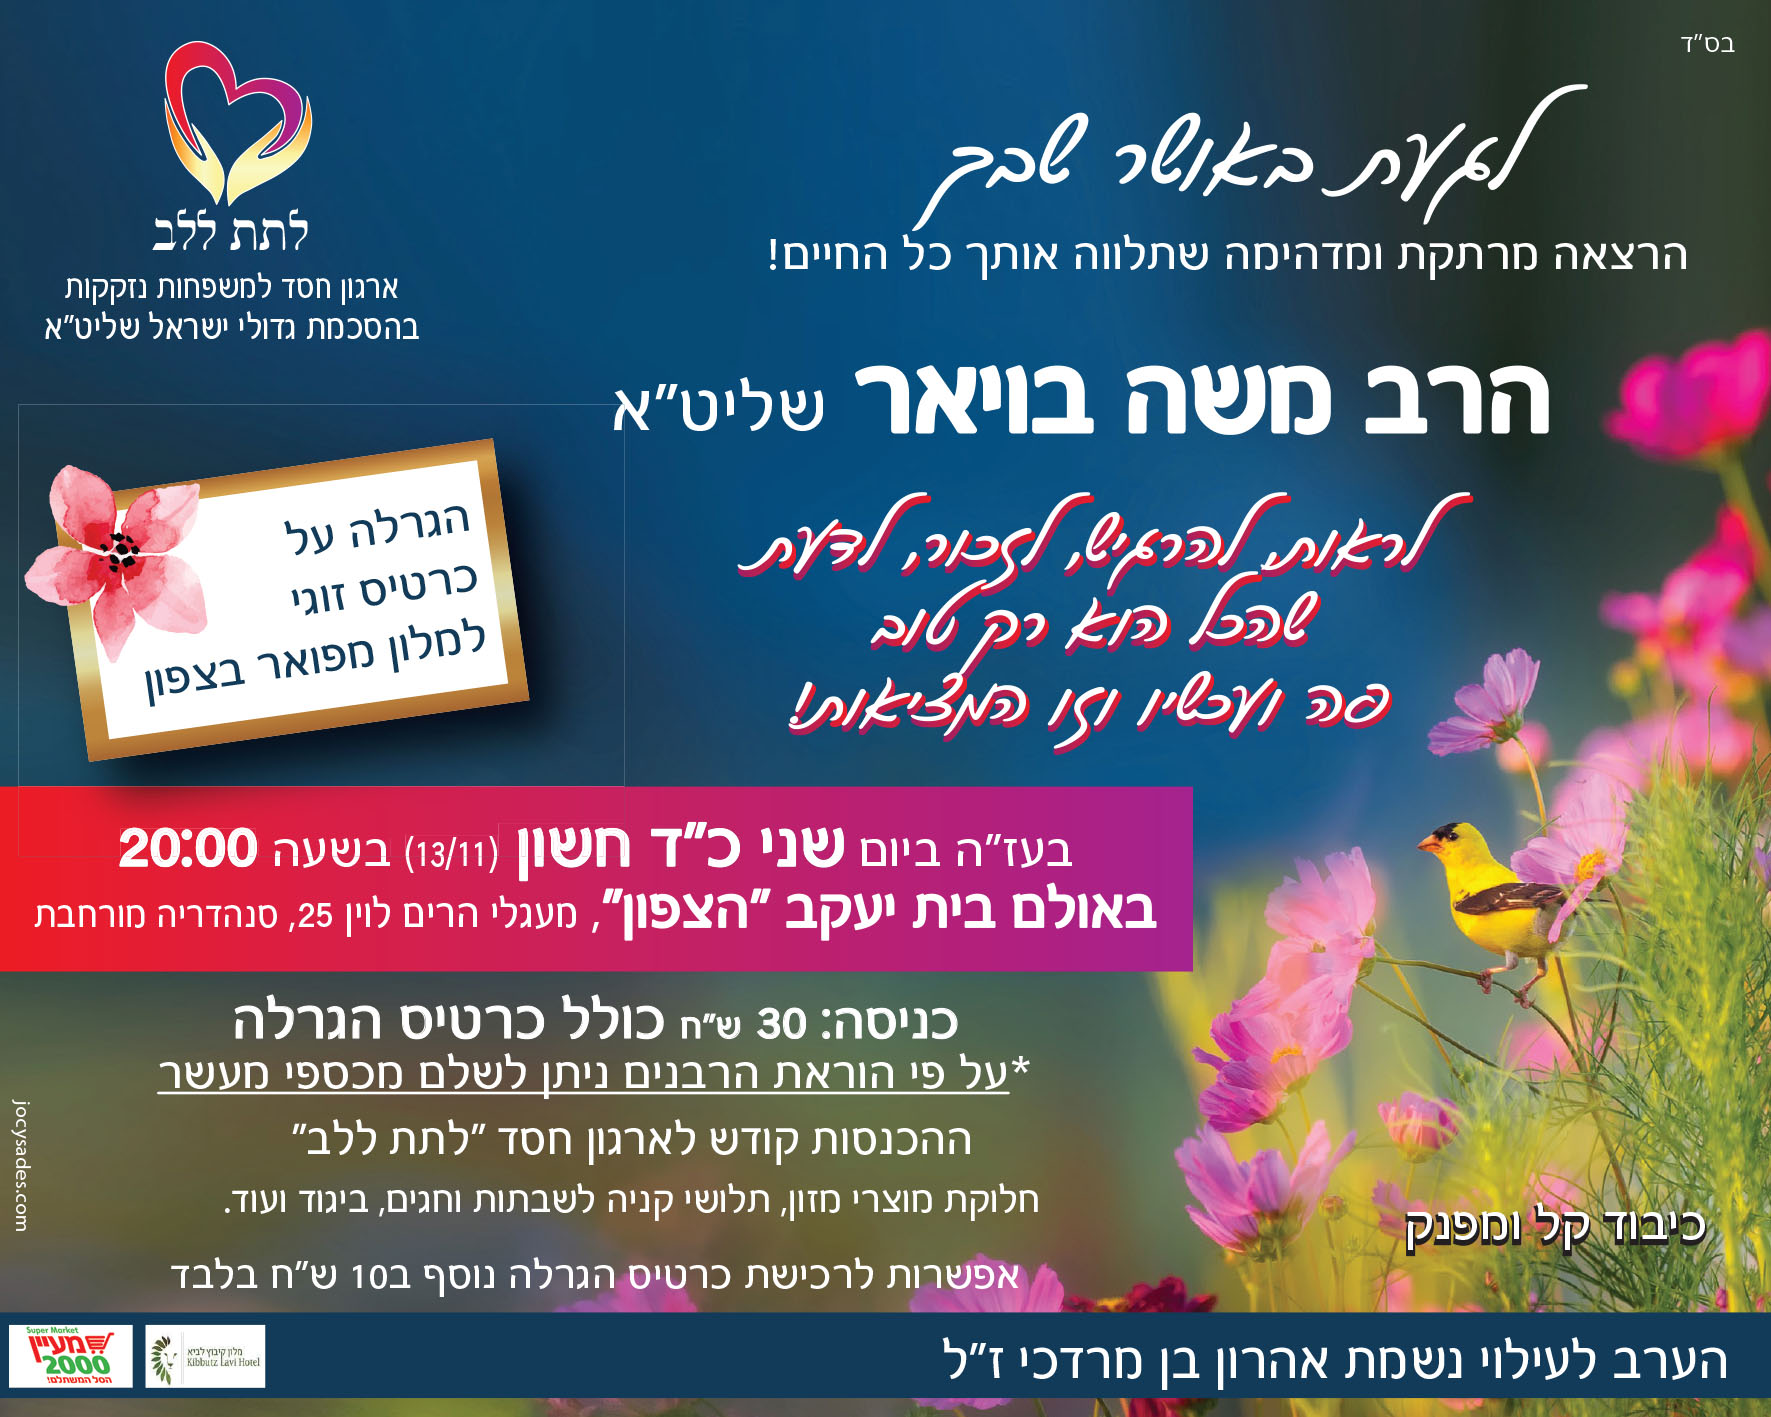 בס"ד
לגעת באושר שבך
הרצאה מרתקת ומדהימה שתלווה אותך כל החיים!
הרב משה בויאר שליט"א
לראות, להרגיש, לזכור, לדעת
שהכל הוא רק טוב
פה ועכשיו וזו המציאות!
לתת ללב
ארגון חסד למשפחות נזקקות
בהסכמת גדולי ישראל שליט"א
הגרלה על
כרטיס זוגי
למלון מפואר בצפון
בעז"ה ביום שני כ"ד חשון (13/11) בשעה 20:00
באולם בית יעקב "הצפון", מעגלי הרים לוין 25, סנהדריה מורחבת
כניסה: 30 ש"ח כולל כרטיס הגרלה
*על פי הוראת הרבנים ניתן לשלם מכספי מעשר
ההכנסות קודש לארגון חסד "לתת ללב"
חלוקת מוצרי מזון, תלושי קניה לשבתות וחגים, ביגוד ועוד.
אפשרות לרכישת כרטיס הגרלה נוסף ב10 ש"ח בלבד
כיבוד קל ומפנק
jocysades.com
הערב לעילוי נשמת אהרון בן מרדכי ז"ל
מלון קיבוץ לביא
Kibbutz Lavi Hotel
Super Market
מעיין
2000
הסל המשתלם!